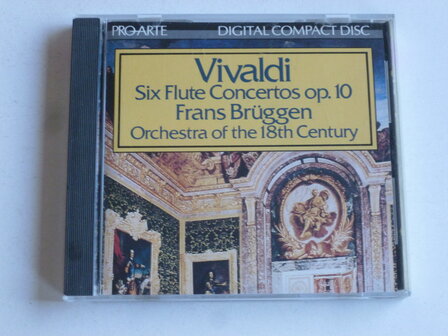 PRO-ARTE DIGITAL COMPACT DISC
Vivaldi
Six Flute Concertos op. 10
Frans Brüggen
Orchestra of the 18th Century